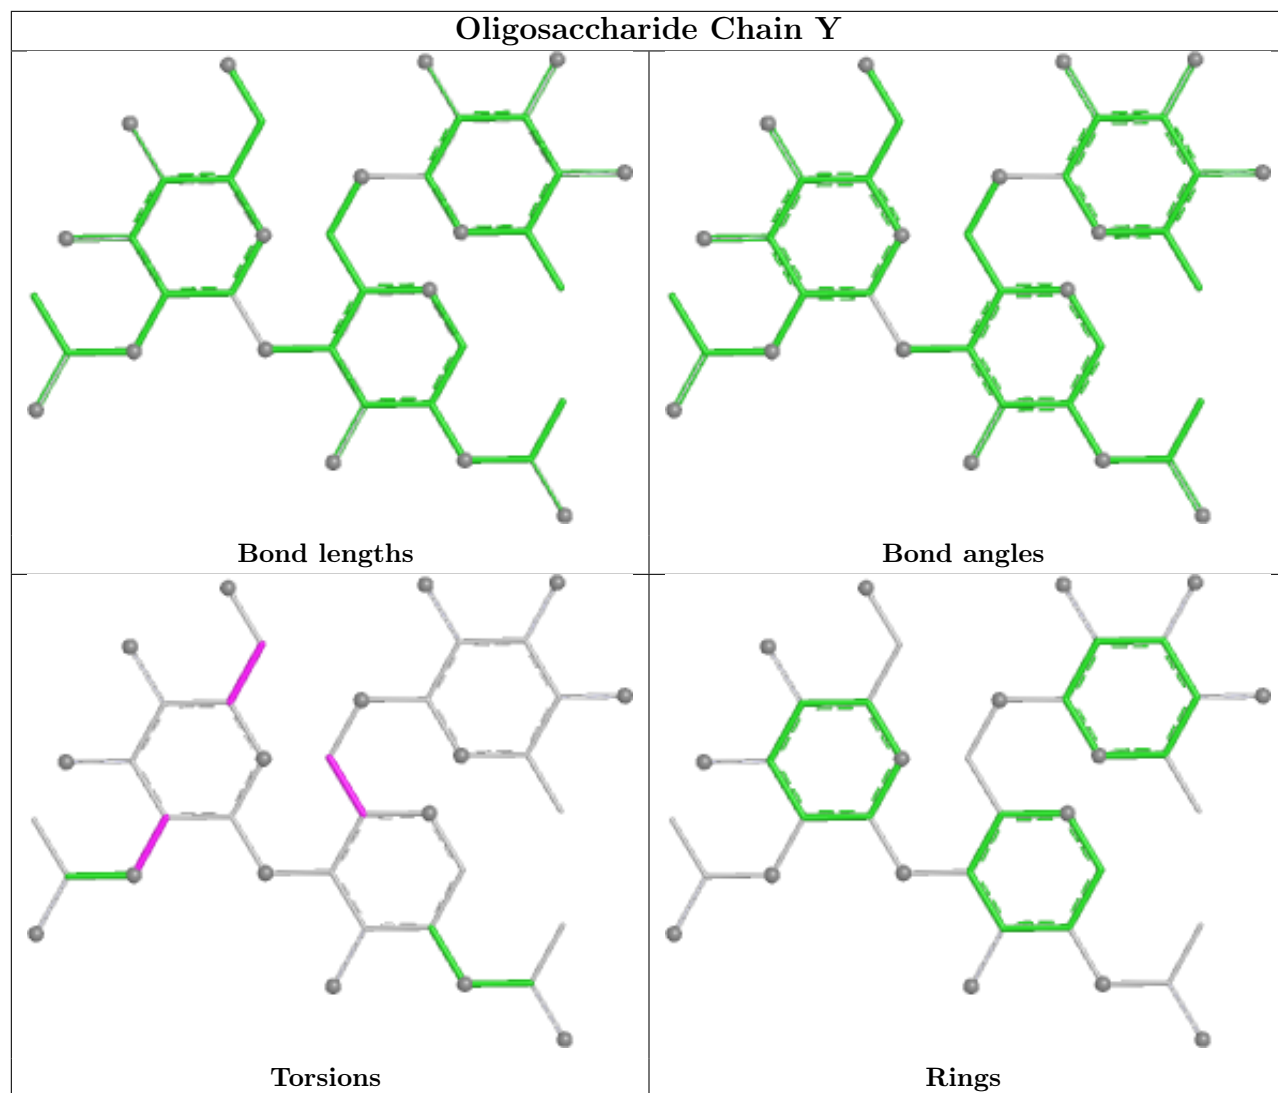 Oligosaccharide Chain Y
Bond lengths
Bond angles
Torsions
Rings